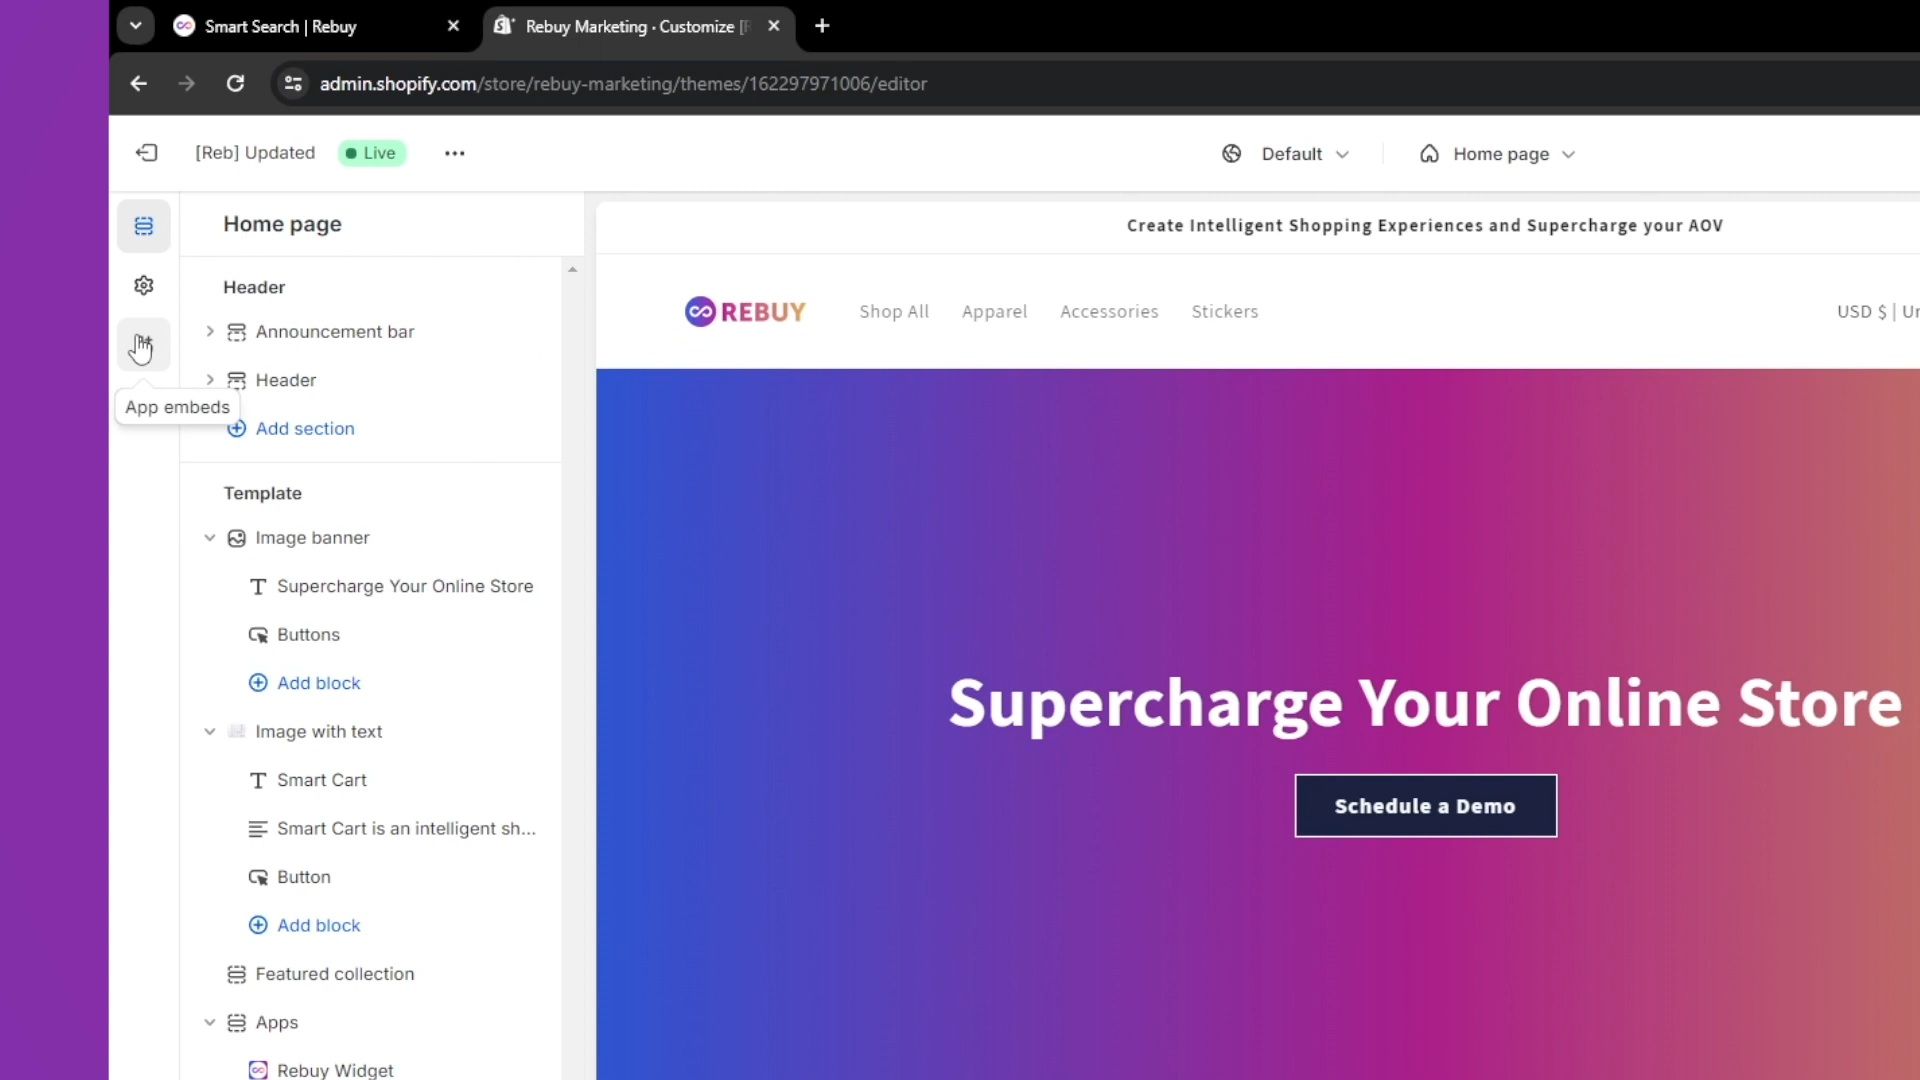 Smart Search | Rebuy
Rebuy Marketing · Customize [
admin.shopify.com/store/rebuy-marketing/themes/162297971006/editor
[Reb] Updated
Live
Default
Home page
Home page
Create Intelligent Shopping Experiences and Supercharge your AOV
Header
REBUY
Shop All
Apparel
Accessories
Stickers
USD $ |
Announcement bar
Header
App embeds
Add section
Template
Image banner
Supercharge Your Online Store
Buttons
Add block
Supercharge Your Online Store
Image with text
Smart Cart
Schedule a Demo
Smart Cart is an intelligent sh...
Button
Add block
Featured collection
Apps
Rebuy Widget